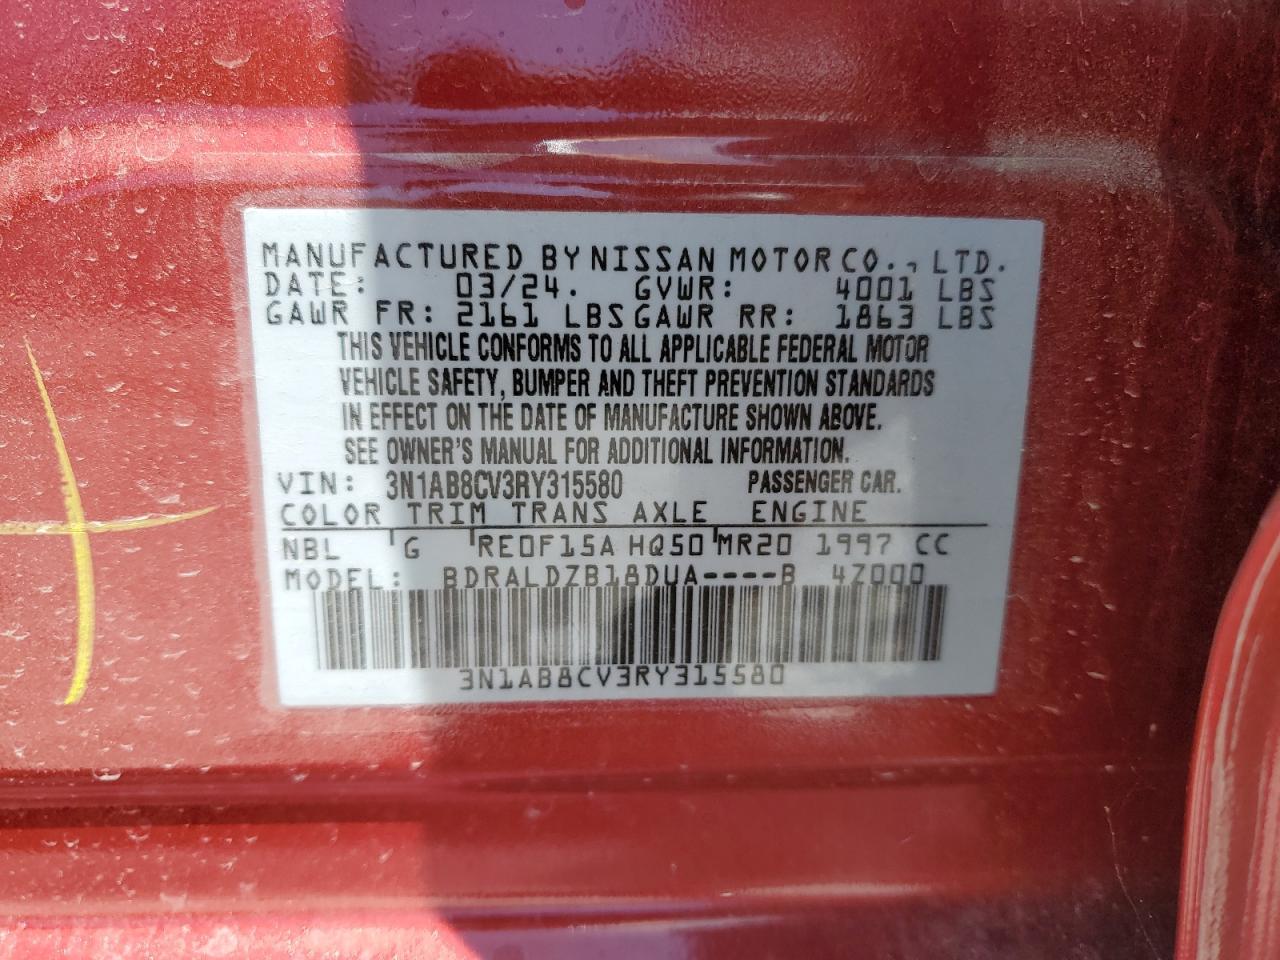 MANUFACTURED BY NISSAN MOTOR CO., LTD.
DATE: 03/24. GVWR: 4001 LBS
GAWR FR: 2161 LBS GAWR RR: 1863 LBS
THIS VEHICLE CONFORMS TO ALL APPLICABLE FEDERAL MOTOR
VEHICLE SAFETY, BUMPER AND THEFT PREVENTION STANDARDS
IN EFFECT ON THE DATE OF MANUFACTURE SHOWN ABOVE.
SEE OWNER'S MANUAL FOR ADDITIONAL INFORMATION.
VIN: 3N1AB8CV3RY315580 PASSENGER CAR.
COLOR TRIM TRANS AXLE ENGINE
NBL G RE0F15A HQ50 MR20 1997 CC
MODEL: BDRALDZB18DUA----B 4Z000
3N1AB8CV3RY315580